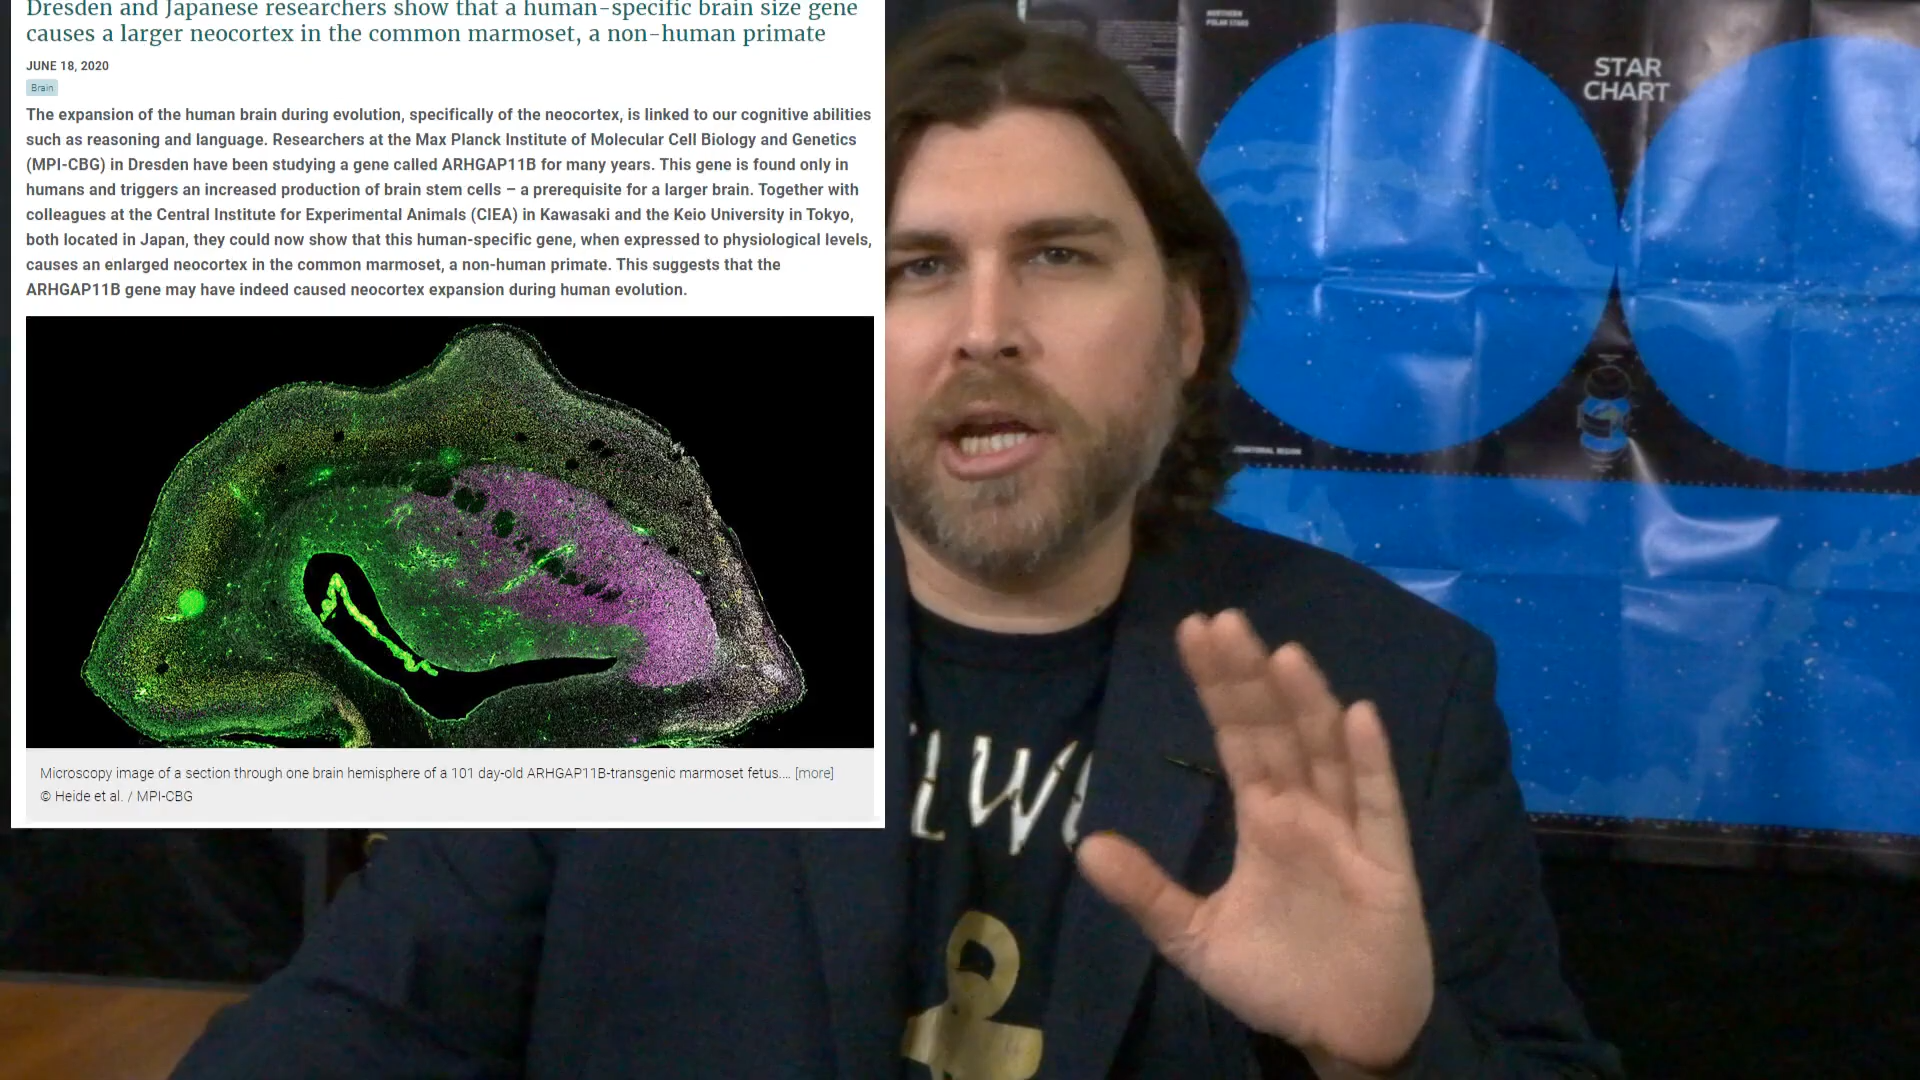 Dresden and Japanese researchers show that a human-specific brain size gene
causes a larger neocortex in the common marmoset, a non-human primate
JUNE 18, 2020
Brain
The expansion of the human brain during evolution, specifically of the neocortex, is linked to our cognitive abilities
such as reasoning and language. Researchers at the Max Planck Institute of Molecular Cell Biology and Genetics
(MPI-CBG) in Dresden have been studying a gene called ARHGAP11B for many years. This gene is found only in
humans and triggers an increased production of brain stem cells – a prerequisite for a larger brain. Together with
colleagues at the Central Institute for Experimental Animals (CIEA) in Kawasaki and the Keio University in Tokyo,
both located in Japan, they could now show that this human-specific gene, when expressed to physiological levels,
causes an enlarged neocortex in the common marmoset, a non-human primate. This suggests that the
ARHGAP11B gene may have indeed caused neocortex expansion during human evolution.
Microscopy image of a section through one brain hemisphere of a 101 day-old ARHGAP11B-transgenic marmoset fetus.... [more]
© Heide et al. / MPI-CBG
NORTHERN
POLAR STARS
STAR
CHART
REGION